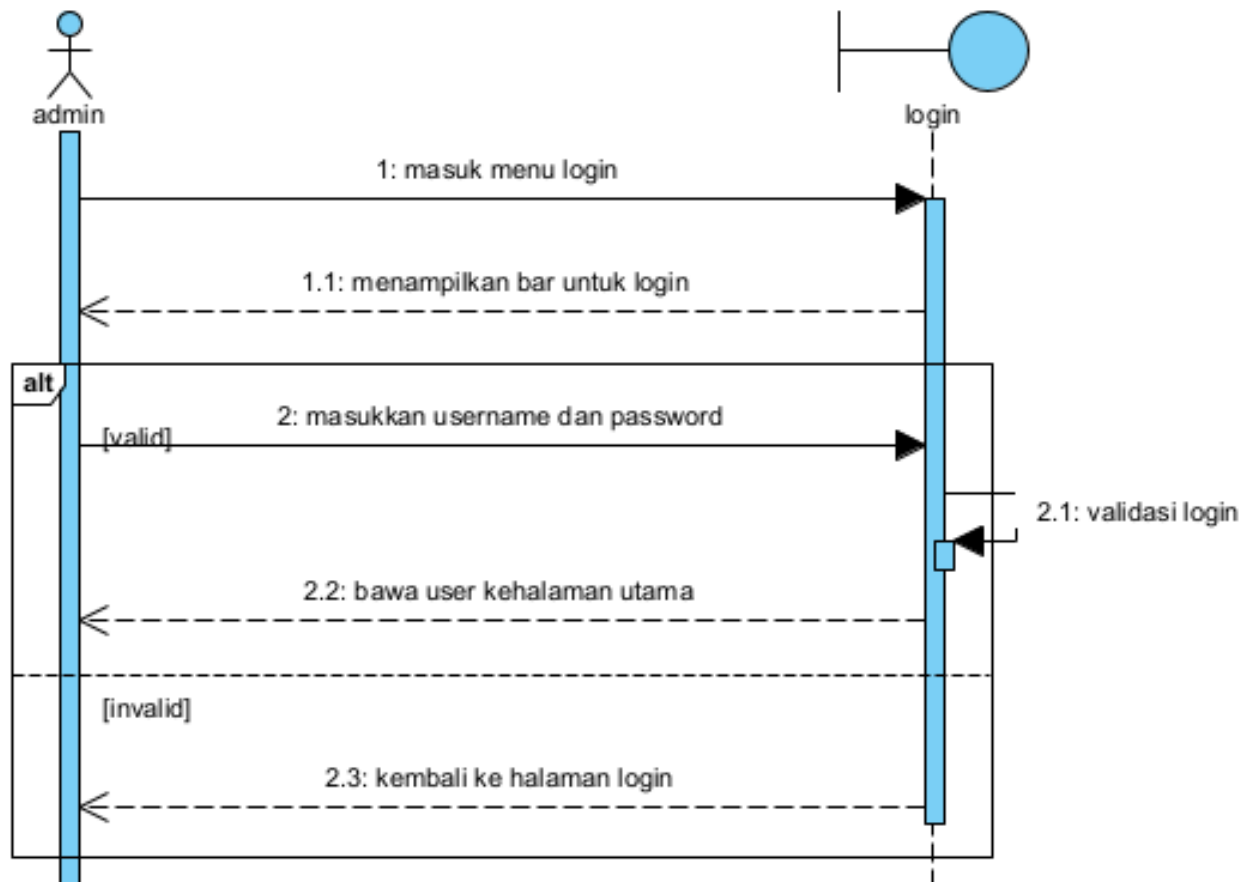 admin
login
1: masuk menu login
1.1: menampilkan bar untuk login
alt
2: masukkan username dan password
[valid]
2.1: validasi login
2.2: bawa user kehalaman utama
[invalid]
2.3: kembali ke halaman login